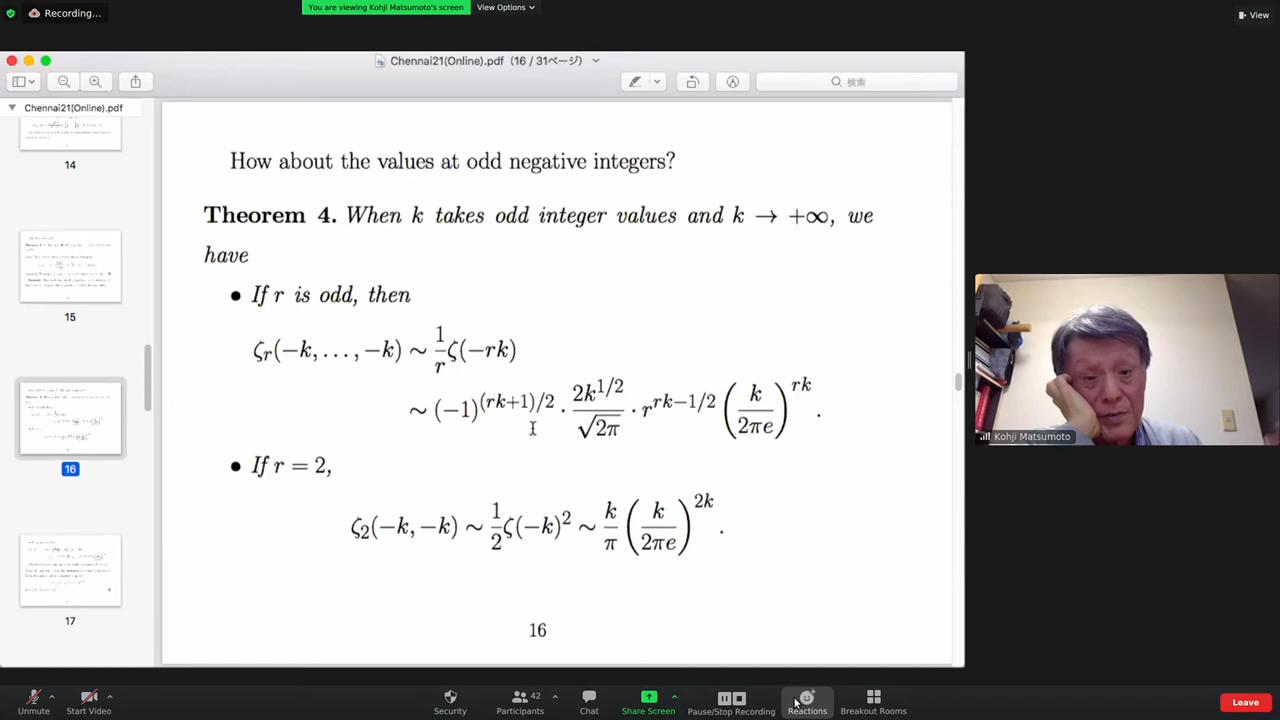 Recording...
You are viewing Kohji Matsumoto's screen
View Options
View
Chennai21(Online).pdf (16 / 31ページ)
検索
Chennai21(Online).pdf
14
15
16
17
How about the values at odd negative integers?
Theorem 4. When k takes odd integer values and k → +∞, we
have
• If r is odd, then
ζr(−k, . . . , −k) ∼ 1/r ζ(−rk)
∼ (−1)^{(rk+1)/2} · 2k^{1/2}/√2π · r^{rk−1/2} (k/2πe)^{rk}.
• If r = 2,
ζ2(−k, −k) ∼ 1/2 ζ(−k)^2 ∼ k/π (k/2πe)^{2k}.
16
Kohji Matsumoto
Unmute
Start Video
Security
42
Participants
Chat
Share Screen
Pause/Stop Recording
Reactions
Breakout Rooms
Leave